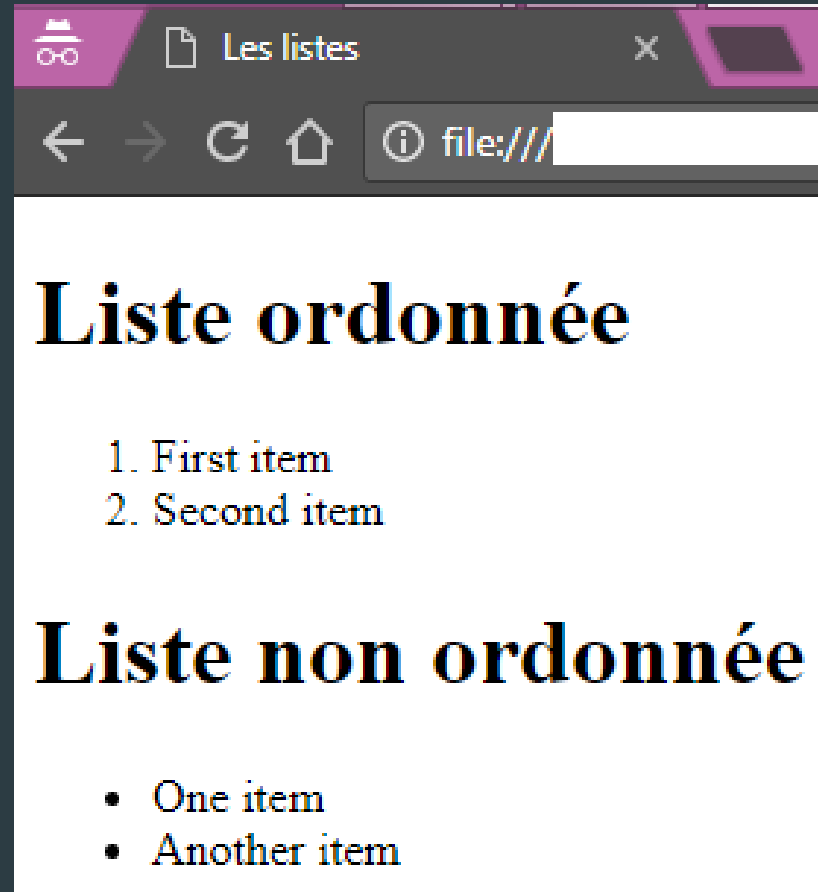 Les listes
file:///
Liste ordonnée
1. First item
2. Second item
Liste non ordonnée
• One item
• Another item